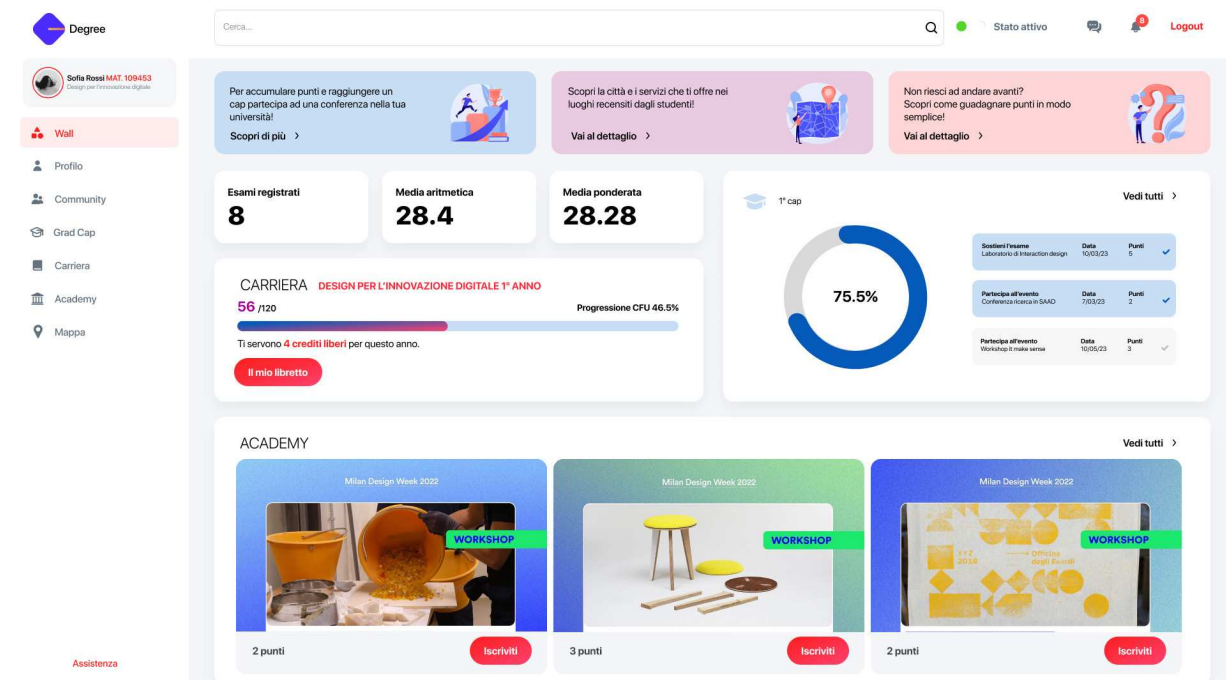 Degree
Cerca...
Stato attivo
8
Logout
Sofia Rossi MAT. 109453
Design per l'innovazione digitale
Wall
Profilo
Community
Grad Cap
Carriera
Academy
Mappa
Assistenza
Per accumulare punti e raggiungere un
cap partecipa ad una conferenza nella tua
università!
Scopri di più >
Scopri la città e i servizi che ti offre nei
luoghi recensiti dagli studenti!
Vai al dettaglio >
Non riesci ad andare avanti?
Scopri come guadagnare punti in modo
semplice!
Vai al dettaglio >
Esami registrati
8
Media aritmetica
28.4
Media ponderata
28.28
CARRIERA DESIGN PER L'INNOVAZIONE DIGITALE 1° ANNO
56 /120 Progressione CFU 46.5%
Ti servono 4 crediti liberi per questo anno.
Il mio libretto
1° cap
Vedi tutti >
75.5%
Sostieni l'esame Data Punti
Laboratorio di Interaction design 10/03/23 5
Partecipa all'evento Data Punti
Conferenza ricerca in SAAD 7/03/23 2
Partecipa all'evento Data Punti
Workshop it make sense 10/05/23 3
ACADEMY
Vedi tutti >
Milan Design Week 2022
WORKSHOP
2 punti
Iscriviti
Milan Design Week 2022
WORKSHOP
3 punti
Iscriviti
Milan Design Week 2022
WORKSHOP
XYZ
2018
Officina
degli Esordi
2 punti
Iscriviti